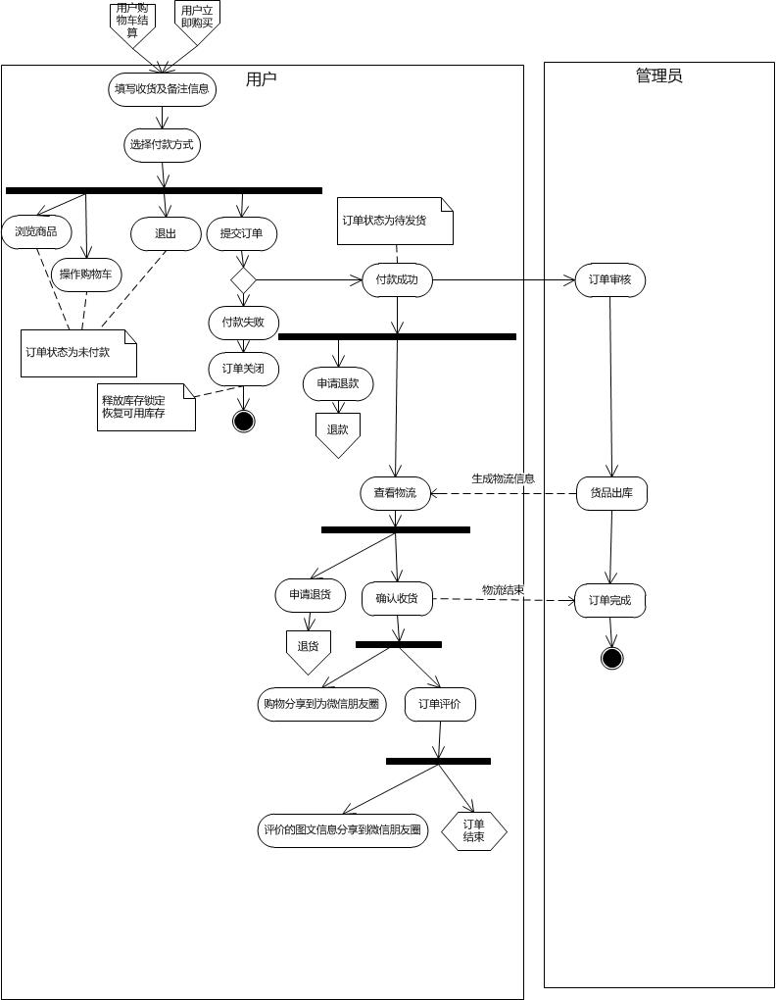 用户购
物车结
算
用户立
即购买
用户
管理员
填写收货及备注信息
选择付款方式
浏览商品
操作购物车
退出
提交订单
订单状态为待发货
付款成功
订单审核
付款失败
订单状态为未付款
订单关闭
申请退款
释放库存锁定
恢复可用库存
退款
生成物流信息
查看物流
货品出库
物流结束
申请退货
确认收货
订单完成
退货
购物分享到为微信朋友圈
订单评价
评价的图文信息分享到微信朋友圈
订单
结束